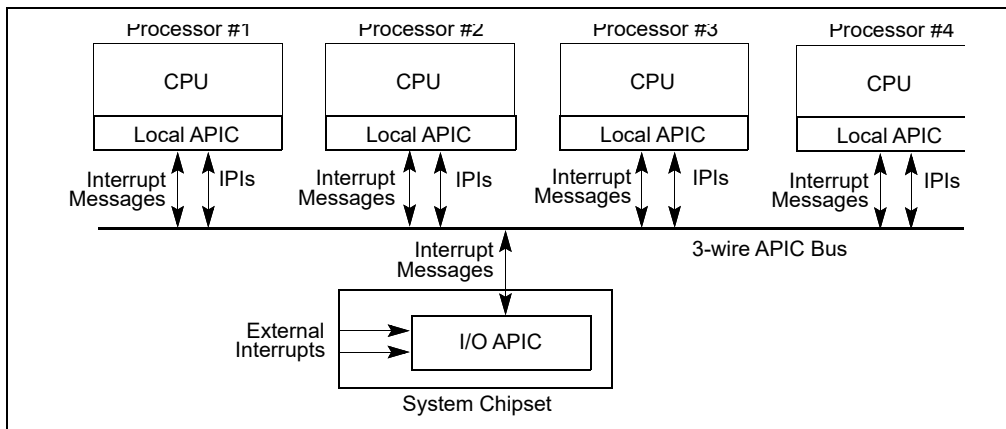 Processor #1 Processor #2 Processor #3 Processor #4
CPU CPU CPU CPU
Local APIC Local APIC Local APIC Local APIC
Interrupt
Messages
IPIs
Interrupt
Messages
IPIs
Interrupt
Messages
IPIs
Interrupt
Messages
IPIs
Interrupt
Messages
3-wire APIC Bus
External
Interrupts
I/O APIC
System Chipset